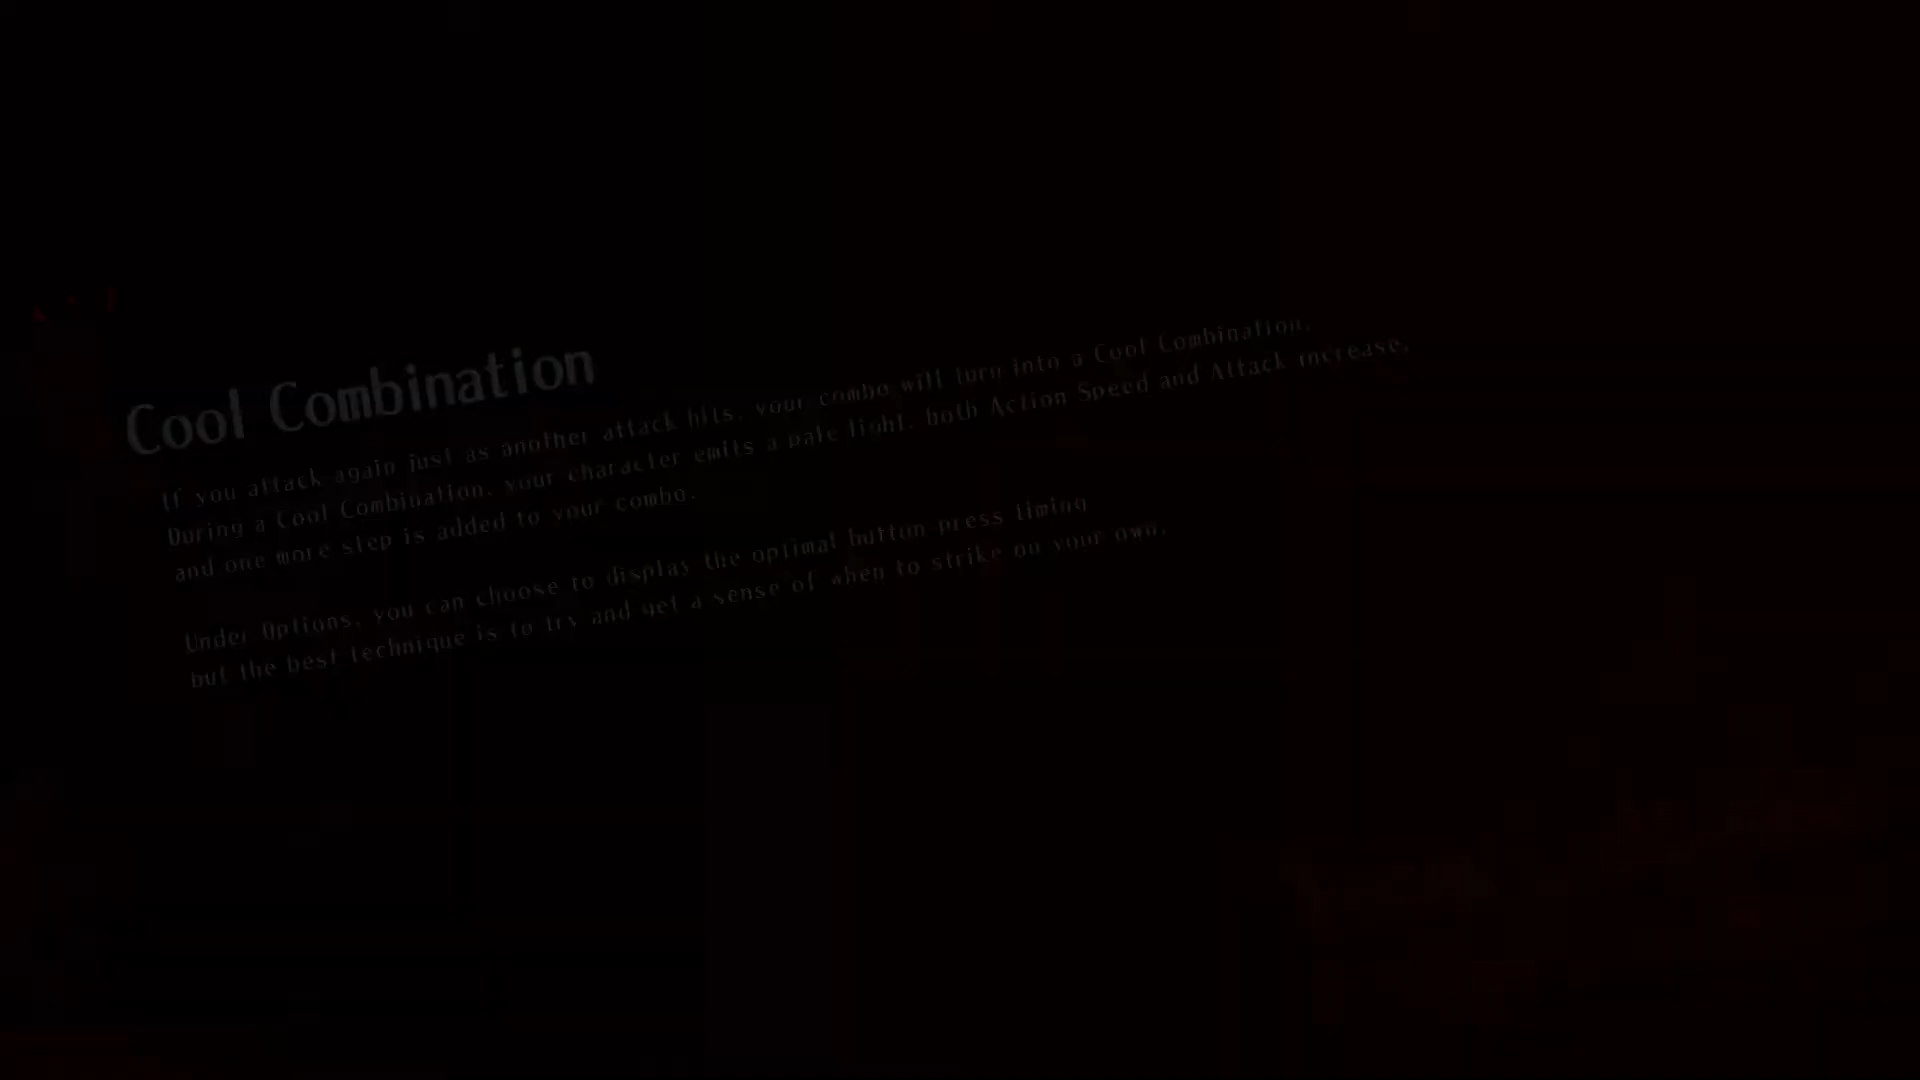 Cool Combination
If you attack again just as another attack hits, your combo will turn into a Cool Combination.
During a Cool Combination, your character emits a pale light, both Action Speed and Attack increase,
and one more step is added to your combo.
Under Options, you can choose to display the optimal button press timing
but the best technique is to try and get a sense of when to strike on your own.